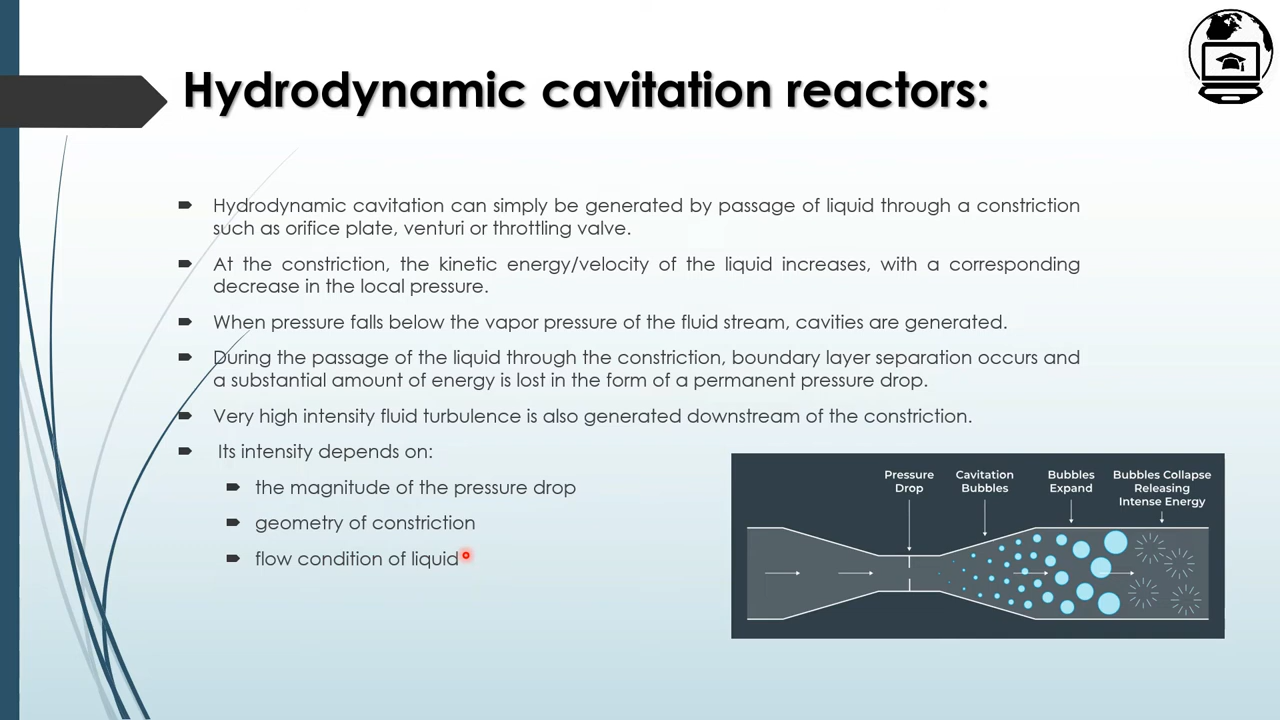 Hydrodynamic cavitation reactors:
Hydrodynamic cavitation can simply be generated by passage of liquid through a constriction
such as orifice plate, venturi or throttling valve.
At the constriction, the kinetic energy/velocity of the liquid increases, with a corresponding
decrease in the local pressure.
When pressure falls below the vapor pressure of the fluid stream, cavities are generated.
During the passage of the liquid through the constriction, boundary layer separation occurs and
a substantial amount of energy is lost in the form of a permanent pressure drop.
Very high intensity fluid turbulence is also generated downstream of the constriction.
Its intensity depends on:
the magnitude of the pressure drop
geometry of constriction
flow condition of liquid
Pressure
Drop
Cavitation
Bubbles
Bubbles
Expand
Bubbles Collapse
Releasing
Intense Energy